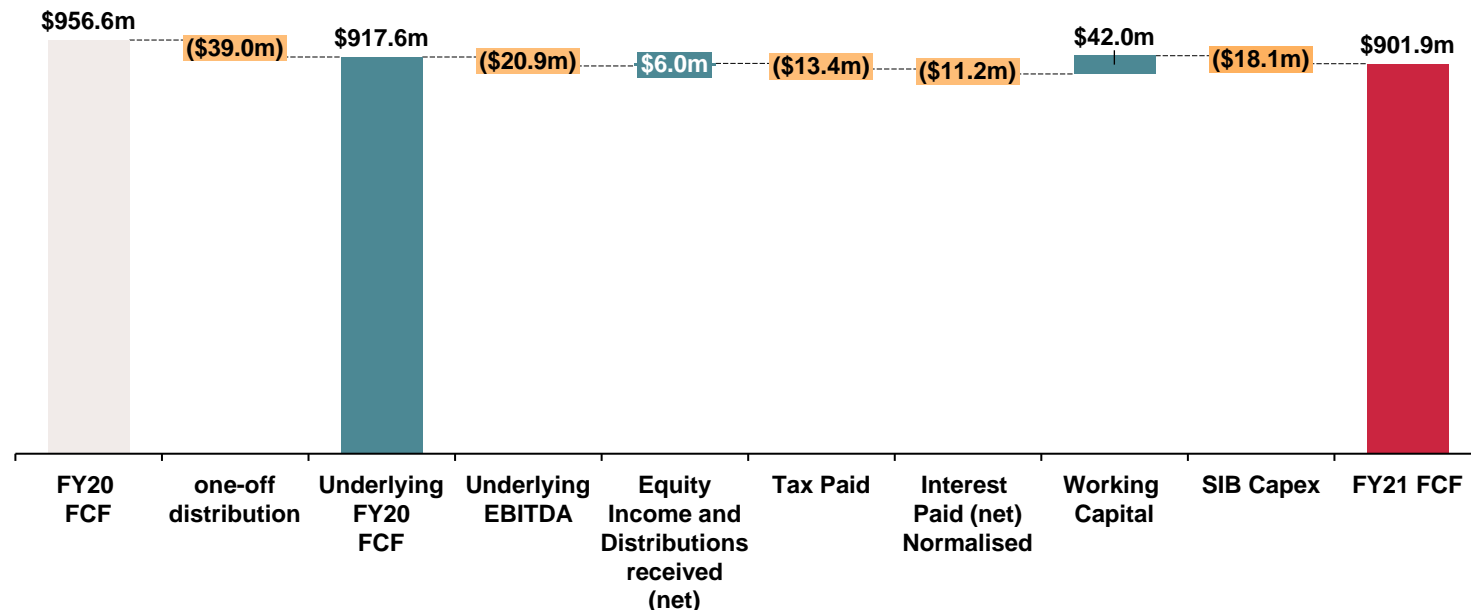 $956.6m
($39.0m)
$917.6m
($20.9m)
$6.0m
($13.4m)
($11.2m)
$42.0m
($18.1m)
$901.9m
FY20
FCF
one-off
distribution
Underlying
FY20
FCF
Underlying
EBITDA
Equity
Income and
Distributions
received
(net)
Tax Paid
Interest
Paid (net)
Normalised
Working
Capital
SIB Capex
FY21 FCF